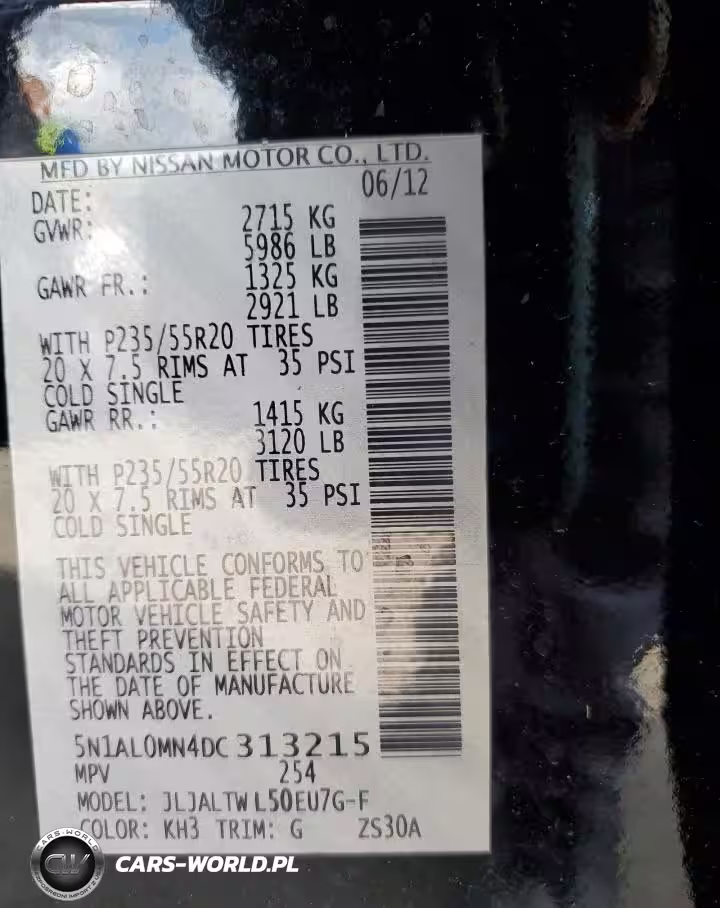 MFD BY NISSAN MOTOR CO., LTD.
DATE: 06/12
GVWR: 2715 KG
5986 LB
GAWR FR.: 1325 KG
2921 LB
WITH P235/55R20 TIRES
20 X 7.5 RIMS AT 35 PSI
COLD SINGLE
GAWR RR.: 1415 KG
3120 LB
WITH P235/55R20 TIRES
20 X 7.5 RIMS AT 35 PSI
COLD SINGLE
THIS VEHICLE CONFORMS TO
ALL APPLICABLE FEDERAL
MOTOR VEHICLE SAFETY AND
THEFT PREVENTION
STANDARDS IN EFFECT ON
THE DATE OF MANUFACTURE
SHOWN ABOVE.
5N1AL0MN4DC313215
MPV 254
MODEL: JLJALTWL50EU7G-F
COLOR: KH3 TRIM: G ZS30A
CARS-WORLD
CW
CARS-WORLD.PL